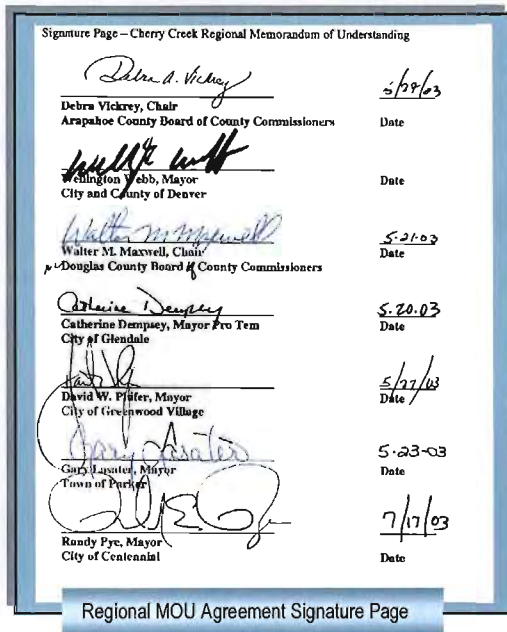 Signature Page – Cherry Creek Regional Memorandum of Understanding
Debra A. Vickrey 5/29/03
Debra Vickrey, Chair
Arapahoe County Board of County Commissioners Date
Wellington Webb, Mayor Date
City and County of Denver
Walter M Maxwell 5-21-03
Walter M. Maxwell, Chair Date
Douglas County Board of County Commissioners
Catherine Dempsey 5.20.03
Catherine Dempsey, Mayor Pro Tem Date
City of Glendale
5/27/03
David W. Phifer, Mayor Date
City of Greenwood Village
Gary Lasater 5-23-03
Gary Lasater, Mayor Date
Town of Parker
7/17/03
Randy Pye, Mayor
City of Centennial Date
Regional MOU Agreement Signature Page